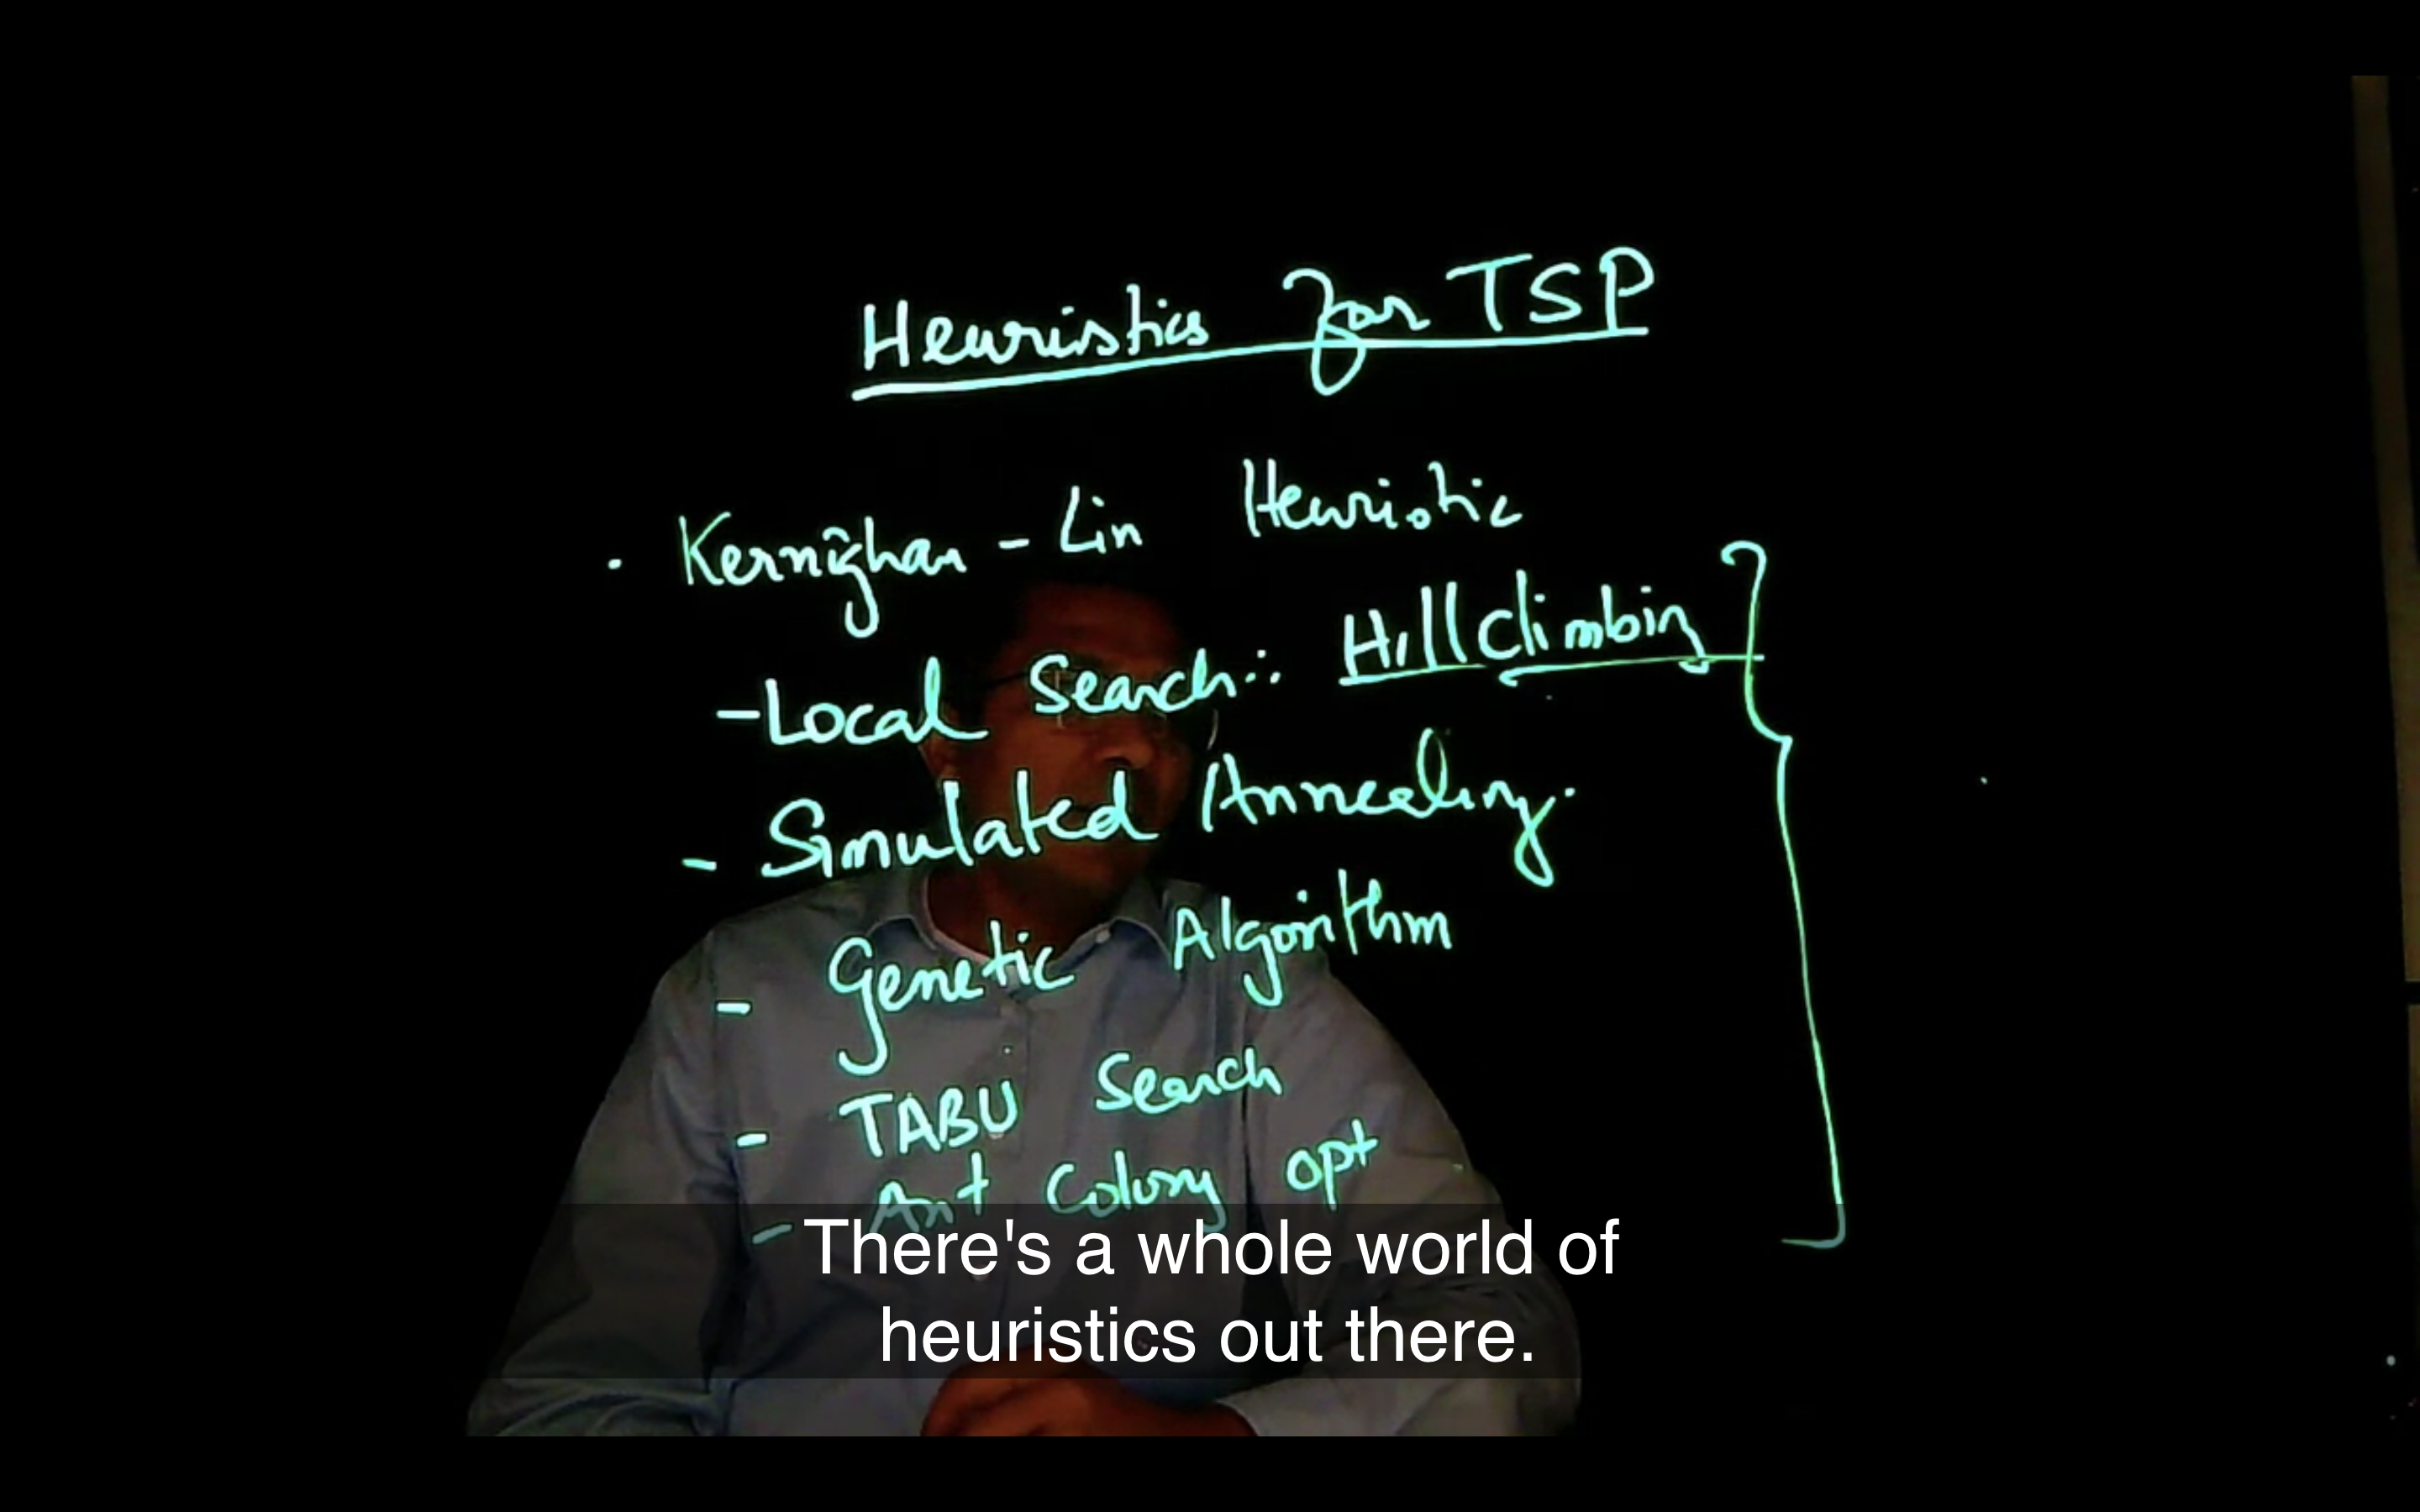 Heuristics for TSP
· Kernighan - Lin Heuristic
- Local Search:: Hillclimbing
- Simulated Annealing.
- Genetic Algorithm
- TABU Search
- Ant Colony opt
There's a whole world of
heuristics out there.